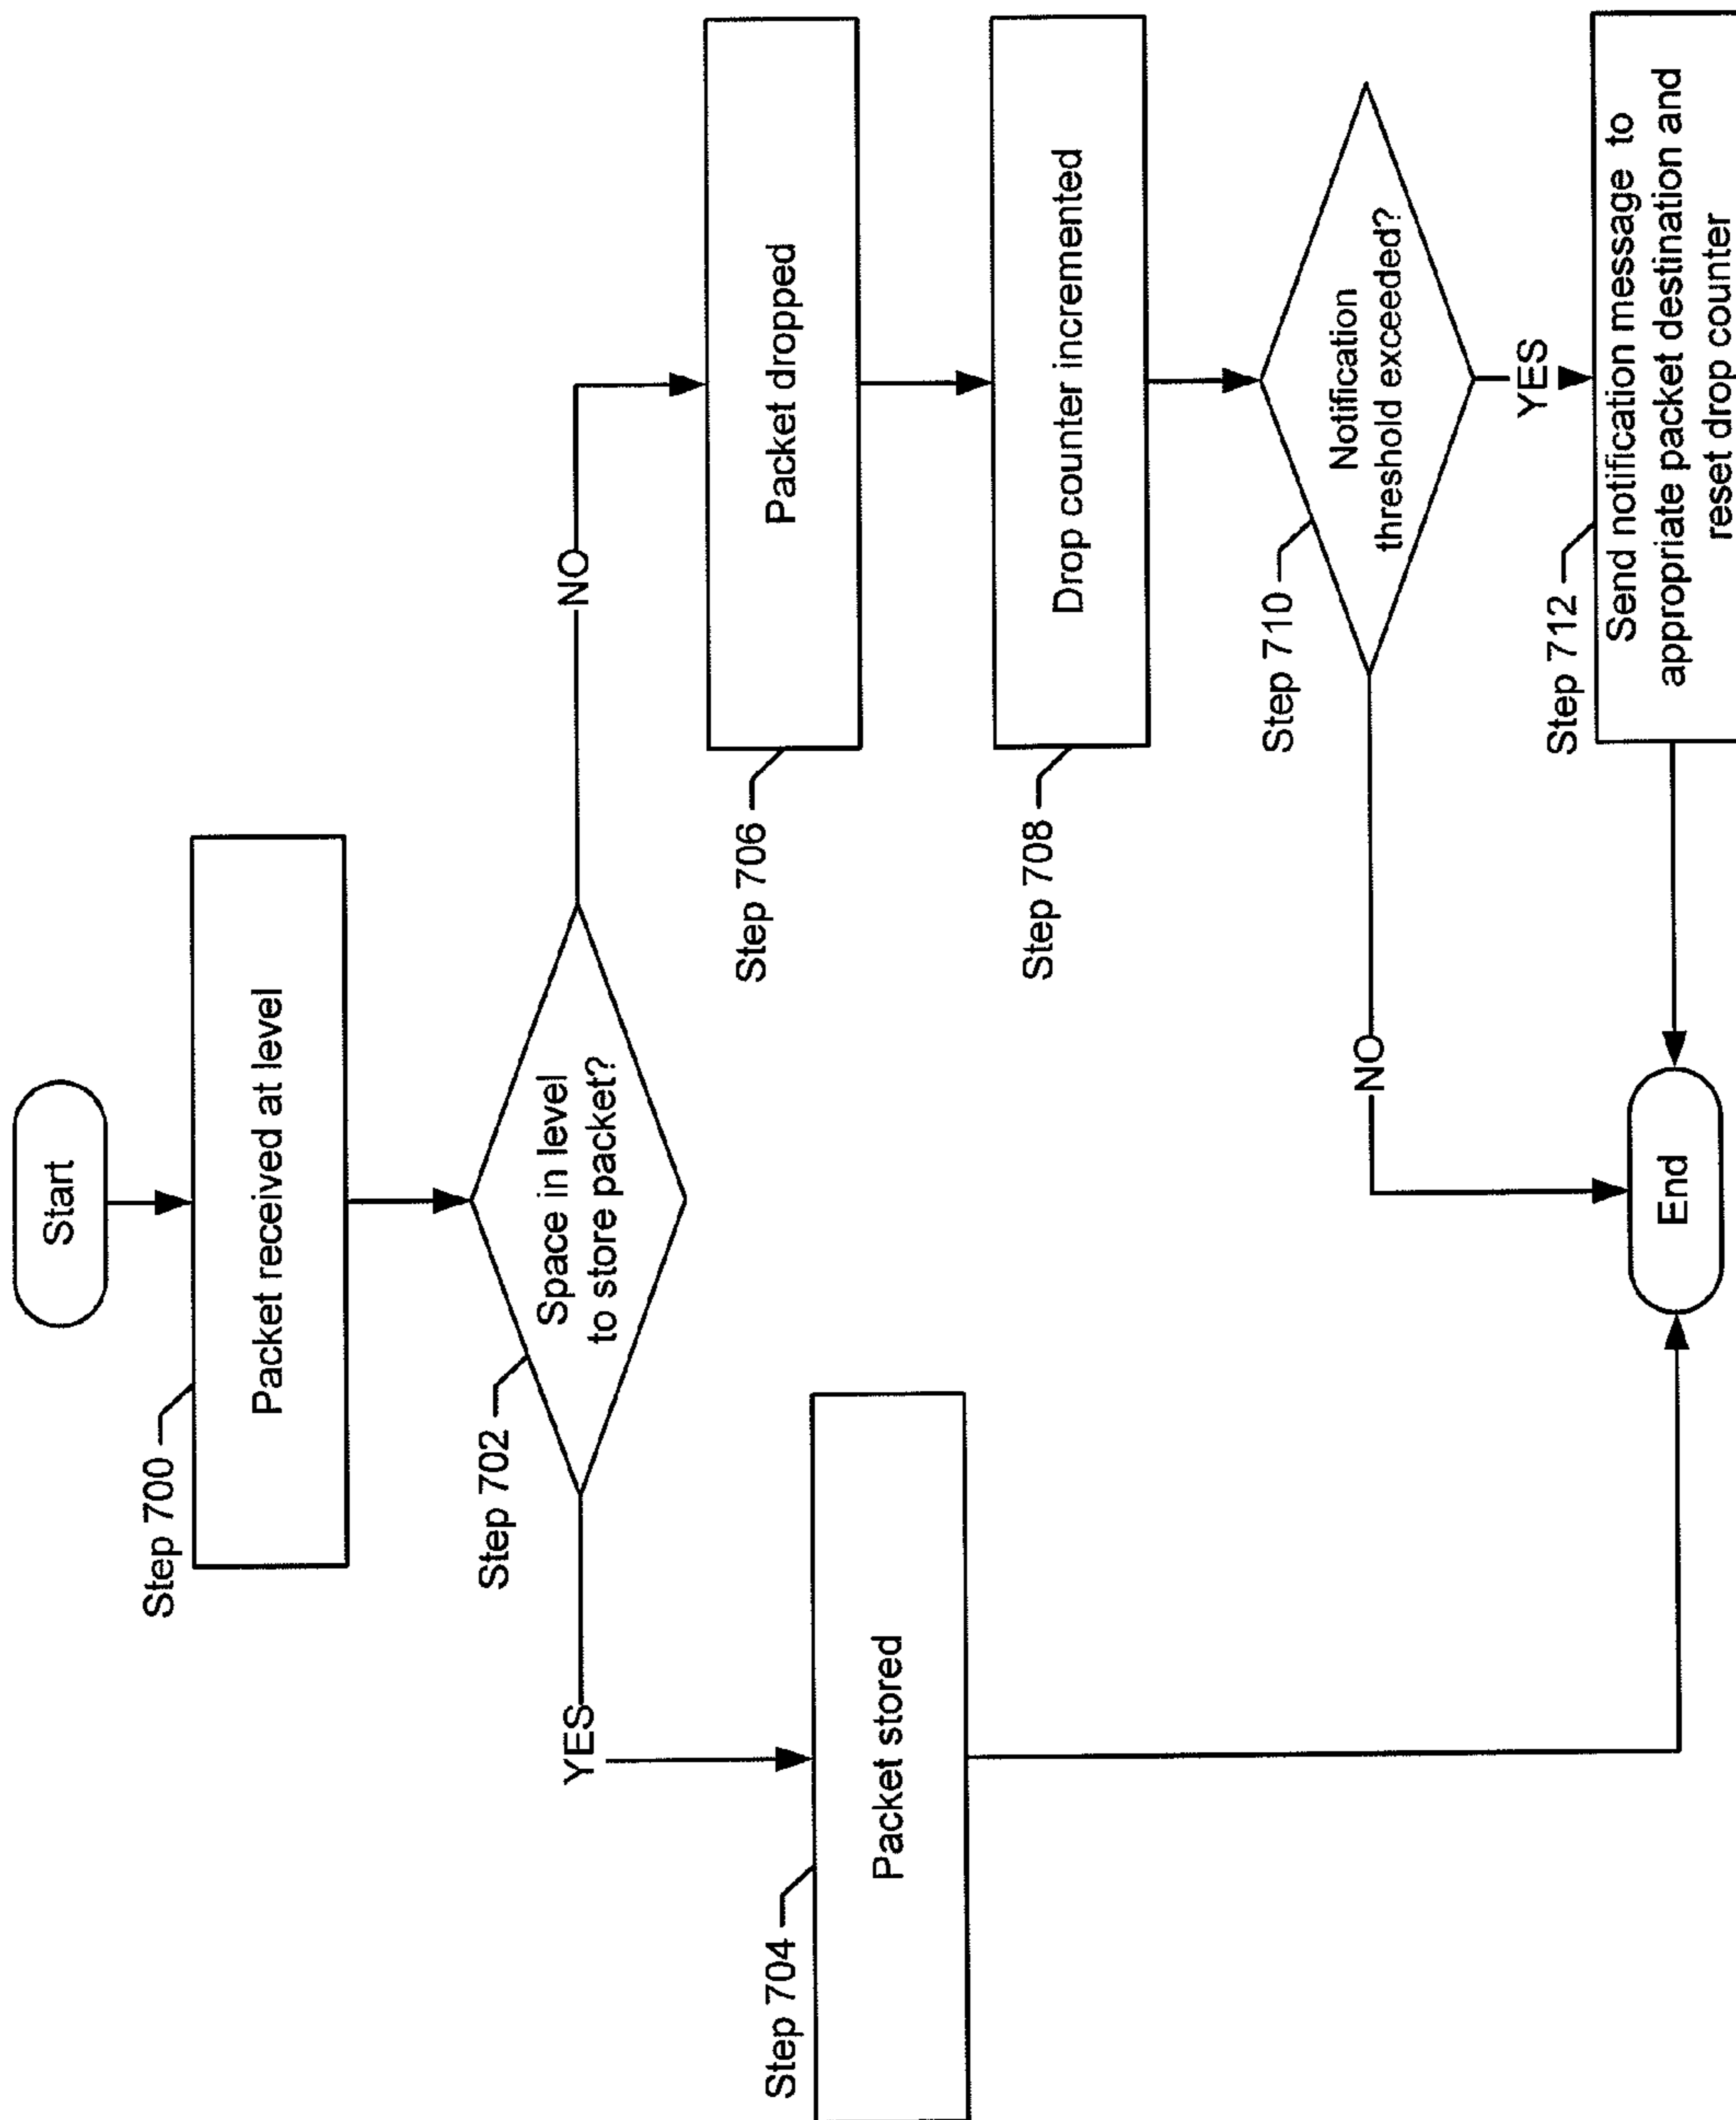 Start
Step 700
Packet received at level
Step 702
Space in level
to store packet?
YES
NO
Step 704
Packet stored
Step 706
Packet dropped
Step 708
Drop counter incremented
Step 710
Notification
threshold exceeded?
NO
YES
Step 712
Send notification message to
appropriate packet destination and
reset drop counter
End